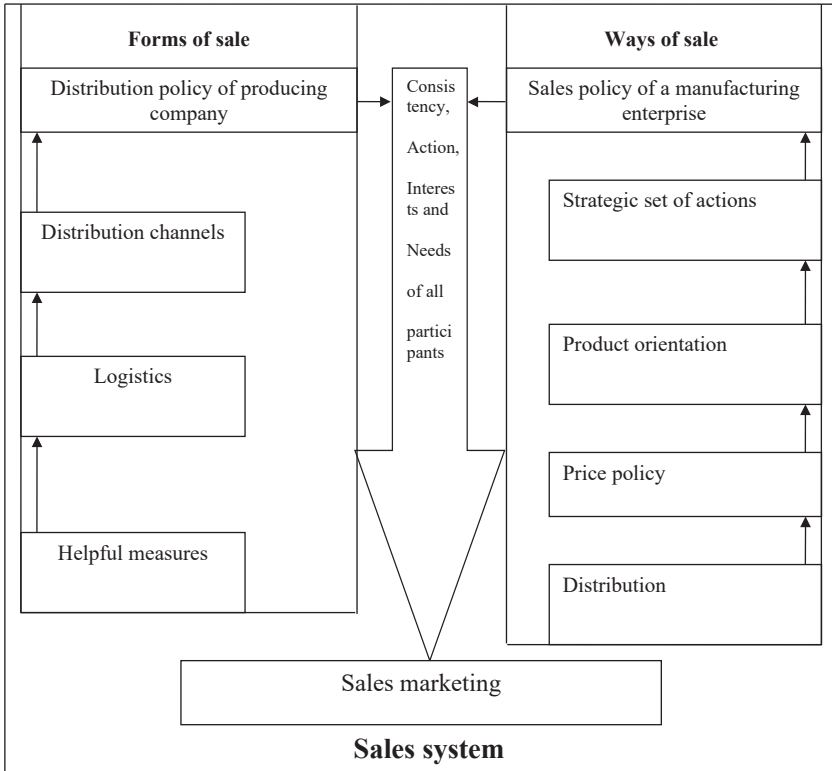 Forms of sale
Distribution policy of producing
company
Distribution channels
Logistics
Helpful measures
Consis
tency,
Action,
Interes
ts and
Needs
of all
partici
pants
Ways of sale
Sales policy of a manufacturing
enterprise
Strategic set of actions
Product orientation
Price policy
Distribution
Sales marketing
Sales system